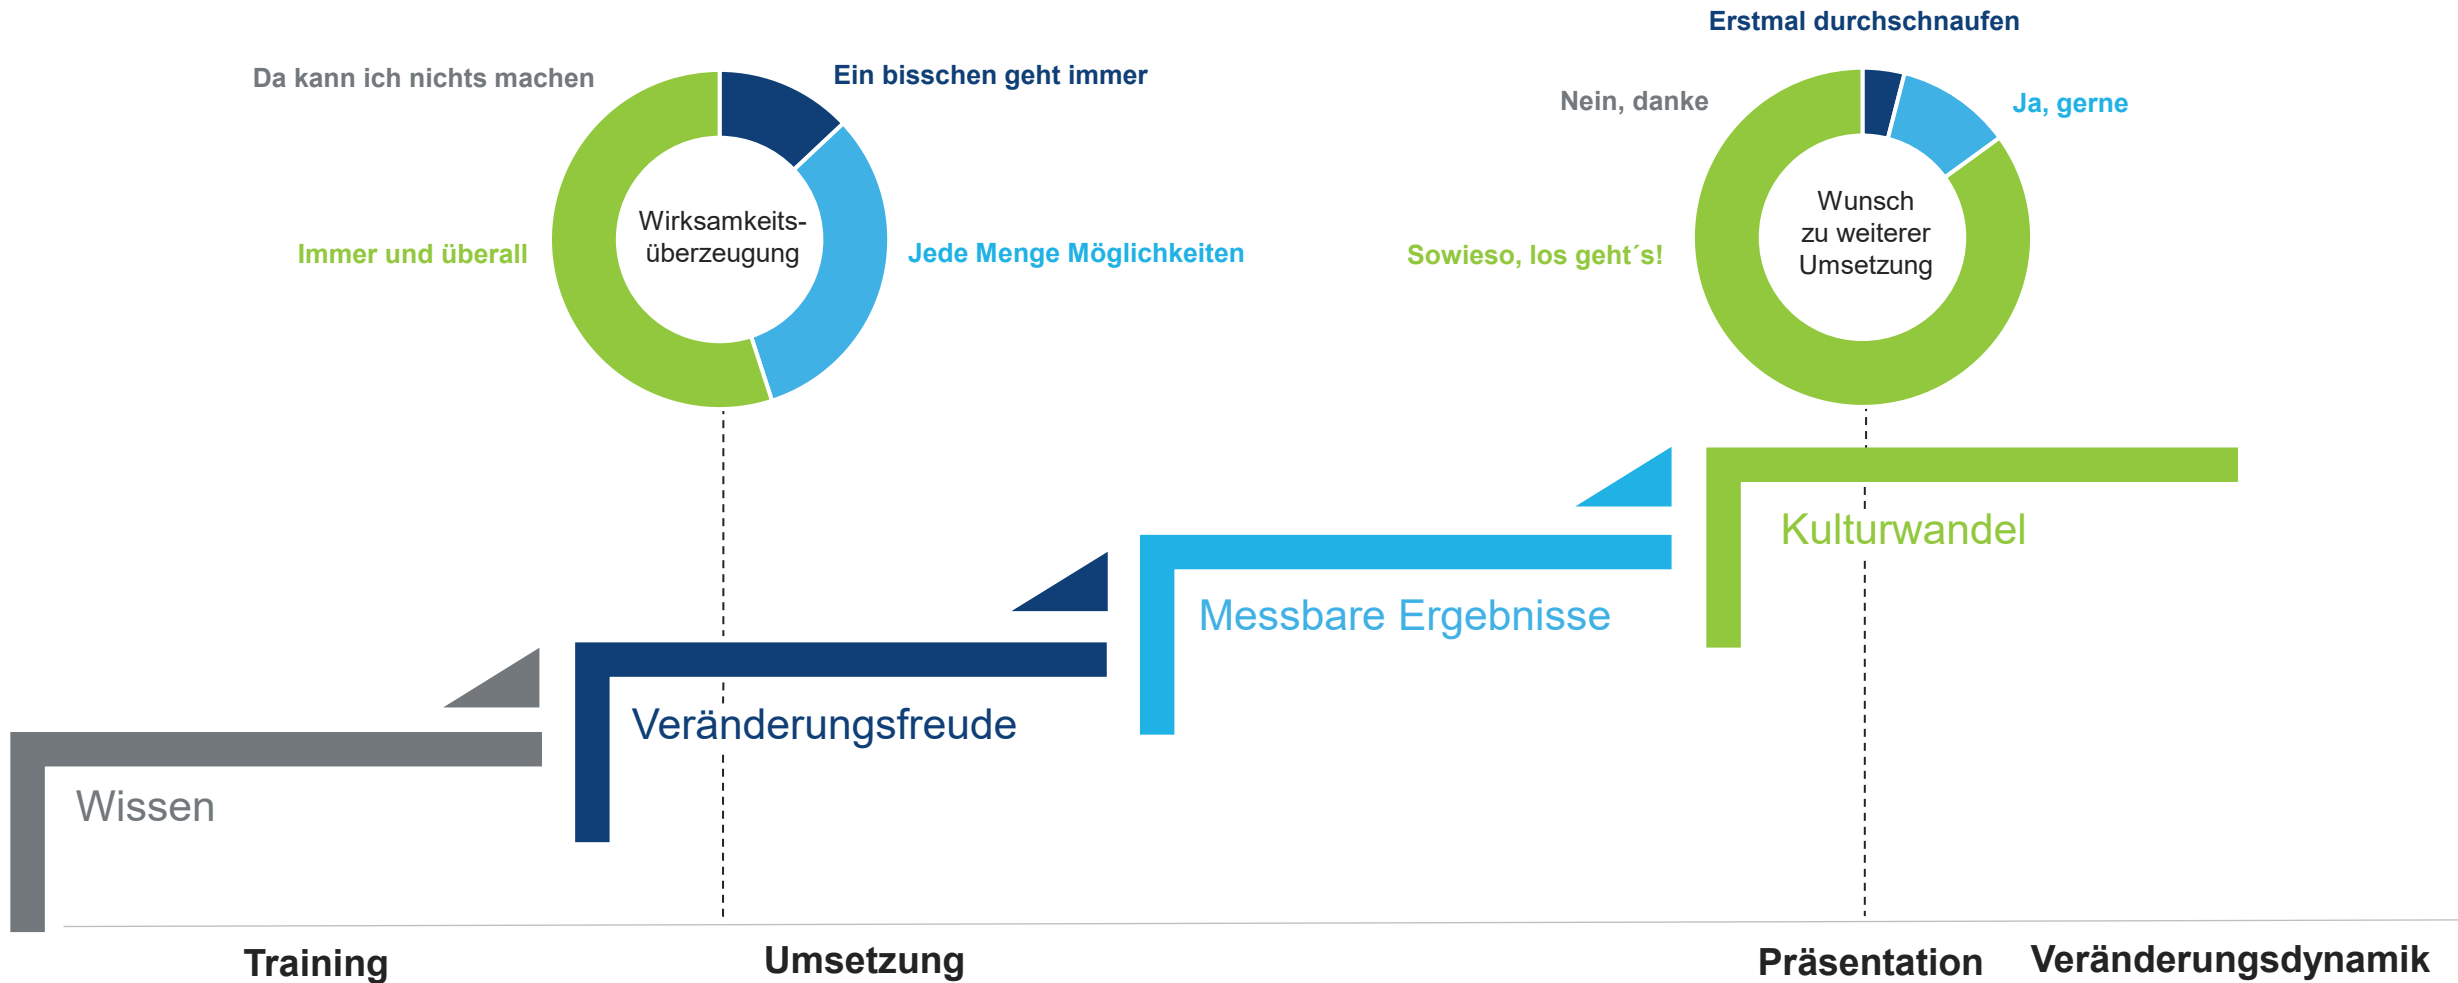 Erstmal durchschnaufen
Da kann ich nichts machen
Ein bisschen geht immer
Nein, danke
Ja, gerne
Wirksamkeits-
überzeugung
Wunsch
zu weiterer
Umsetzung
Immer und überall
Jede Menge Möglichkeiten
Sowieso, los geht´s!
Kulturwandel
Messbare Ergebnisse
Veränderungsfreude
Wissen
Training
Umsetzung
Präsentation
Veränderungsdynamik